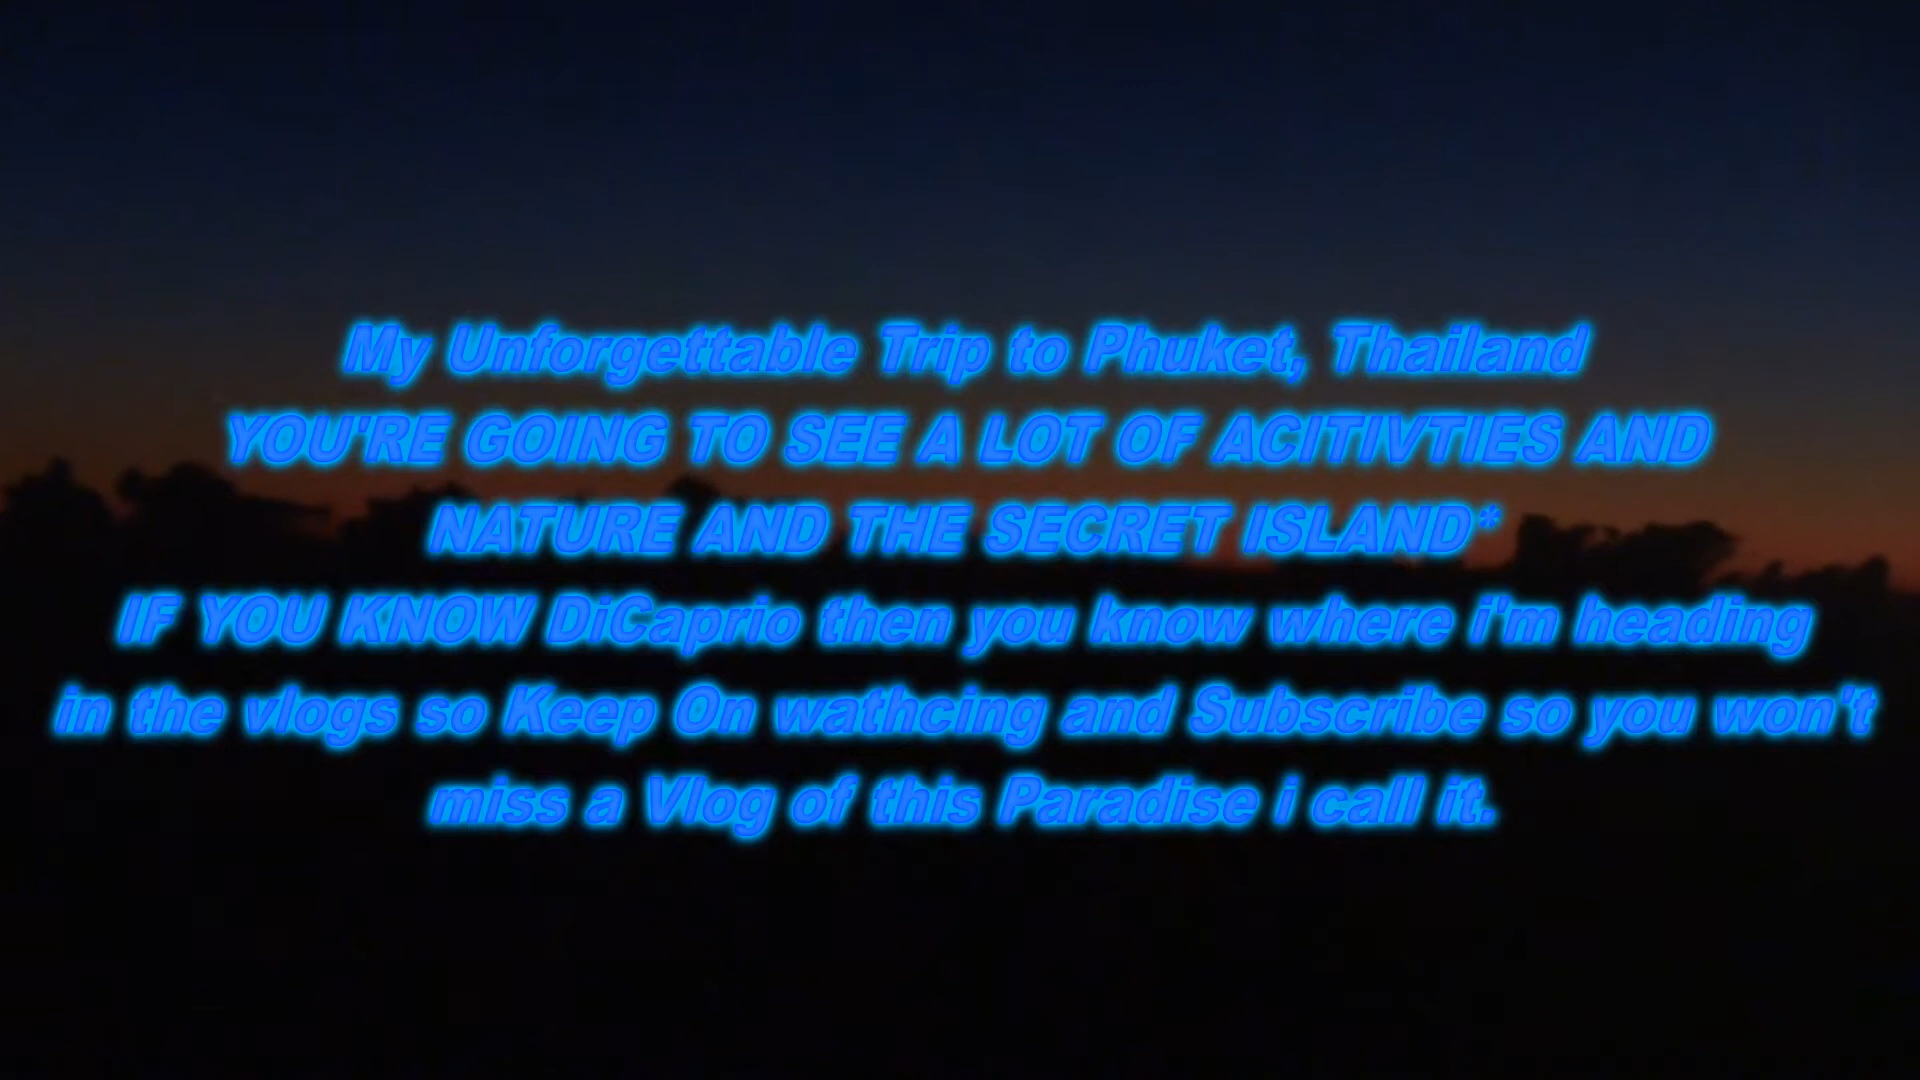 My Unforgettable Trip to Phuket, Thailand
YOU'RE GOING TO SEE A LOT OF ACITIVTIES AND
NATURE AND THE SECRET ISLAND*
IF YOU KNOW DiCaprio then you know where i'm heading
in the vlogs so Keep On wathcing and Subscribe so you won't
miss a Vlog of this Paradise i call it.